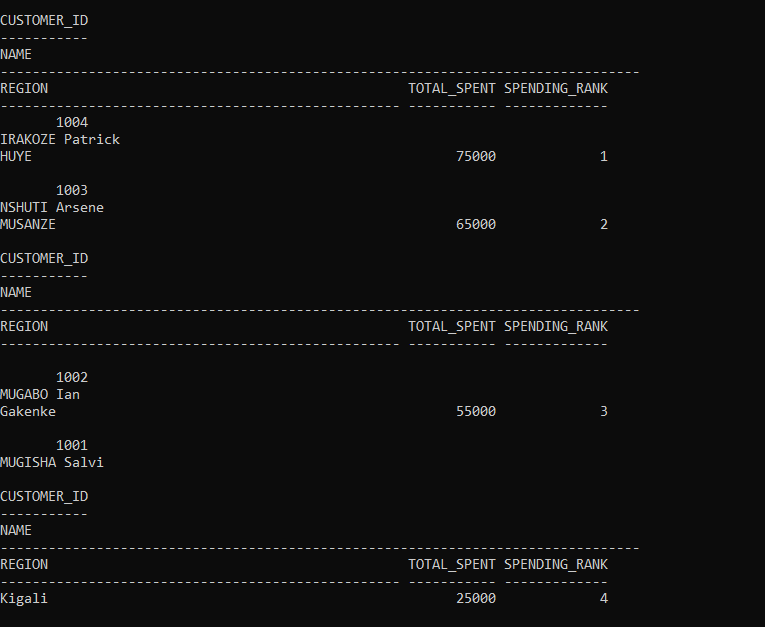 CUSTOMER_ID
-----------
NAME
--------------------------------------------------------------------------------
REGION                                             TOTAL_SPENT SPENDING_RANK
-------------------------------------------------- ----------- -------------
       1004
IRAKOZE Patrick
HUYE                                                     75000             1

       1003
NSHUTI Arsene
MUSANZE                                                  65000             2

CUSTOMER_ID
-----------
NAME
--------------------------------------------------------------------------------
REGION                                             TOTAL_SPENT SPENDING_RANK
-------------------------------------------------- ----------- -------------

       1002
MUGABO Ian
Gakenke                                                  55000             3

       1001
MUGISHA Salvi

CUSTOMER_ID
-----------
NAME
--------------------------------------------------------------------------------
REGION                                             TOTAL_SPENT SPENDING_RANK
-------------------------------------------------- ----------- -------------
Kigali                                                   25000             4